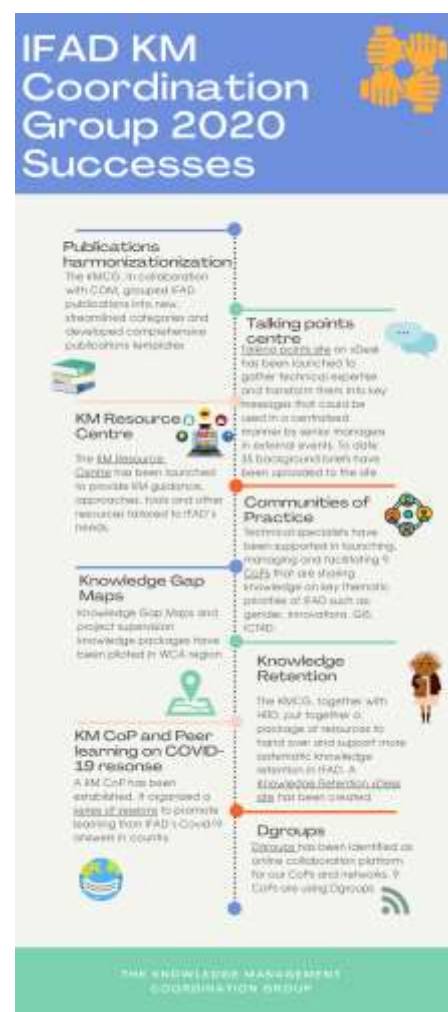 IFAD KM
Coordination
Group 2020
Successes
Publications
harmonizationization
The KMCG, in collaboration
with COM, grouped IFAD
publications into new,
streamlined categories and
developed comprehensive
publications templates
Talking points
centre
Talking points site on xDesk
has been launched to
gather technical expertise
and transform them into key
messages that could be
used in a centralised
manner by senior managers
in external events. To date
background briefs have
been uploaded to the site
KM Resource
Centre
The KM Resource
Centre has been launched
to provide KM guidance,
approaches, tools and other
resources tailored to IFAD's
needs.
Communities of
Practice
Technical specialists have
been supported in launching,
managing and facilitating 9
CoPs that are sharing
knowledge on key thematic
priorities of IFAD such as
gender, innovations, GIS,
ICT4D
Knowledge Gap
Maps
Knowledge Gap Maps and
project supervision
knowledge packages have
been piloted in WCA region
Knowledge
Retention
The KMCG, together with
HRD, put together a
package of resources to
hand over and support more
systematic knowledge
retention in IFAD. A
Knowledge Retention xDesk
site has been created.
KM CoP and Peer
learning on COVID-
19 resonse
A KM CoP has been
established. It organized a
series of sessions to promote
learning from IFAD's Covid19
answers in country
Dgroups
Dgroups has been identified as
online collaboration platform
for our CoPs and networks. 9
CoPs are using Dgroups
THE KNOWLEDGE MANAGEMENT
COORDINATION GROUP